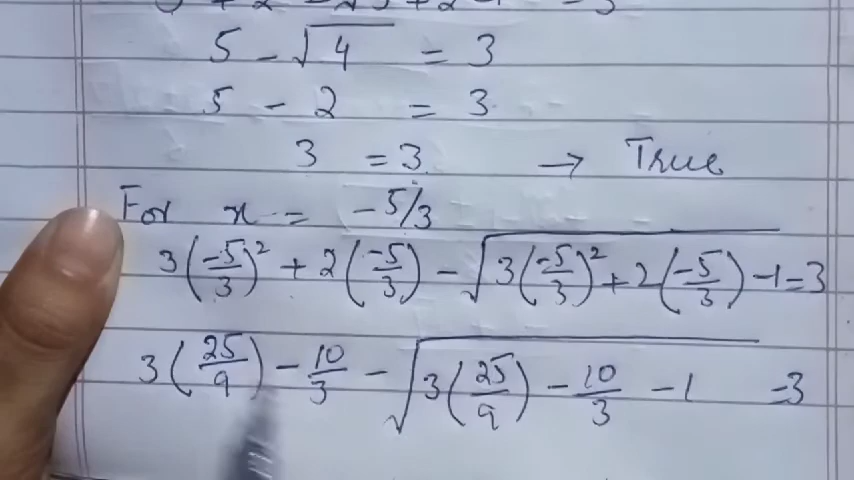 5 - √4 = 3
5 - 2 = 3
3 = 3 → True
For x = -5/3
3(-5/3)² + 2(-5/3) - √(3(-5/3)² + 2(-5/3) - 1) = 3
3(25/9) - 10/3 - √(3(25/9) - 10/3 - 1) = 3